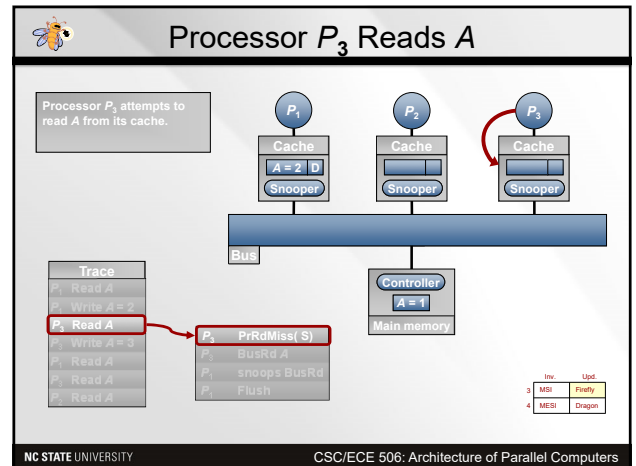 Processor P3 Reads A
Processor P3 attempts to
read A from its cache.
P1
P2
P3
Cache
Cache
Cache
A = 2 D
Snooper
Snooper
Snooper
Bus
Controller
A = 1
Main memory
Trace
P1 Read A
P1 Write A = 2
P3 Read A
P3 Write A = 3
P1 Read A
P3 Read A
P2 Read A
P3 PrRdMiss( S)
P3 BusRd A
P1 snoops BusRd
P1 Flush
Inv. Upd.
3 MSI Firefly
4 MESI Dragon
NC STATE UNIVERSITY
CSC/ECE 506: Architecture of Parallel Computers